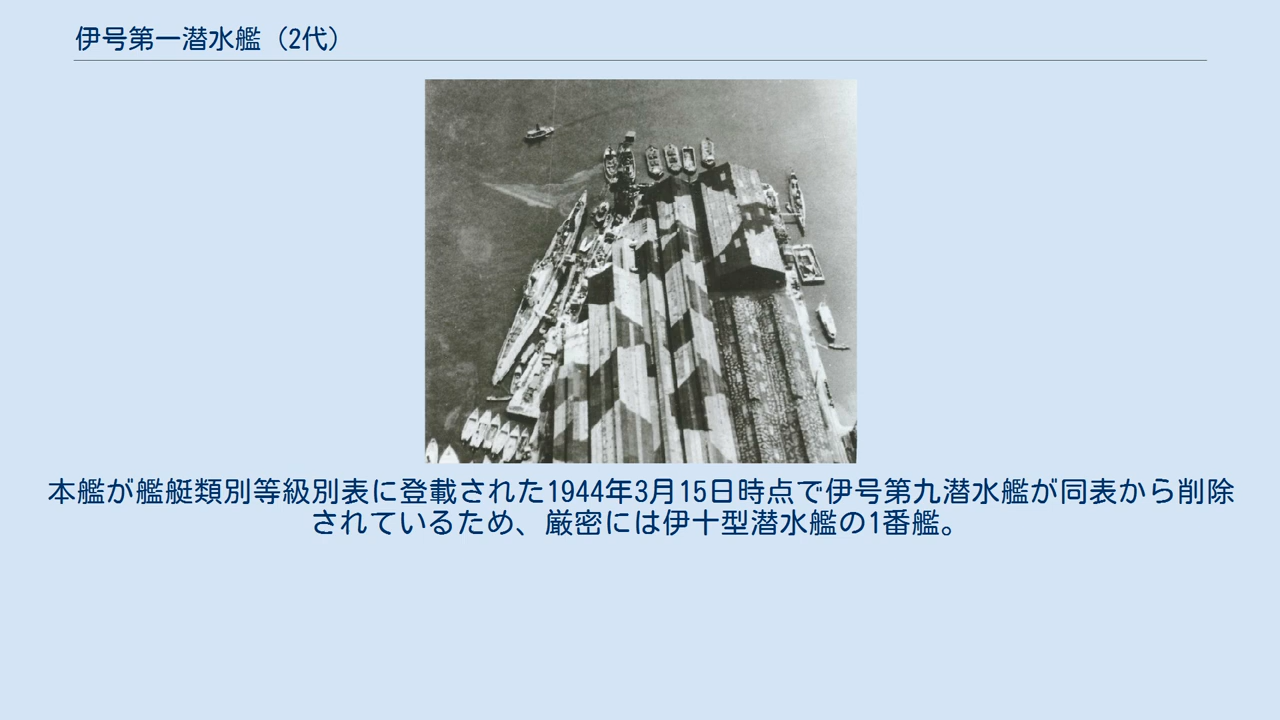 伊号第一潜水艦（2代）
本艦が艦艇類別等級別表に登載された1944年3月15日時点で伊号第九潜水艦が同表から削除
されているため、厳密には伊十型潜水艦の1番艦。